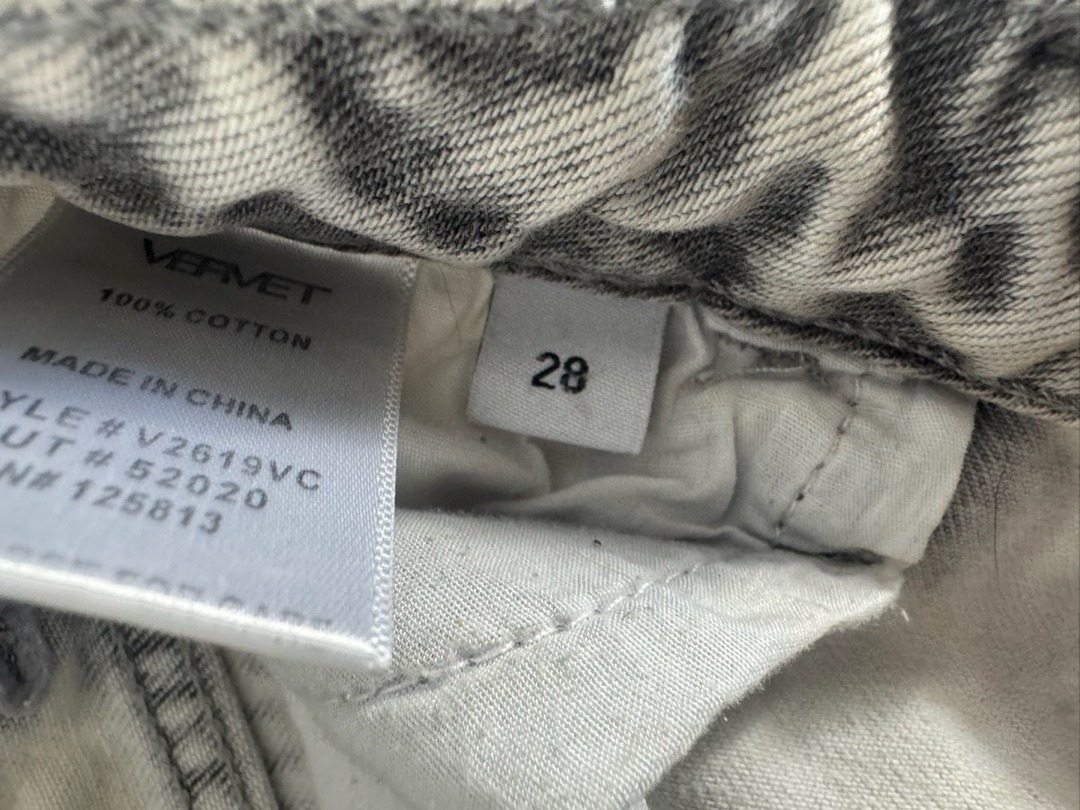 VERVET
100% COTTON
MADE IN CHINA
YLE # V2619VC
UT # 52020
N# 125813
28